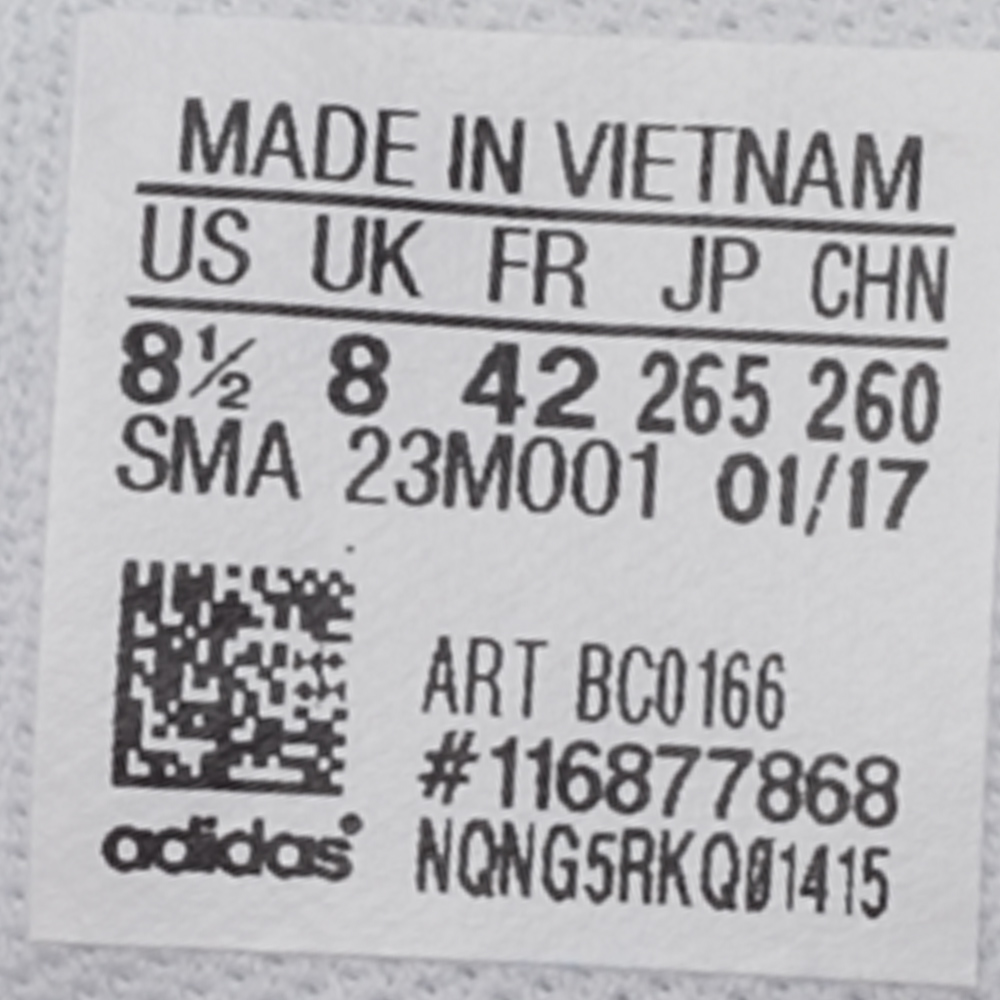 MADE IN VIETNAM
US UK FR JP CHN
8½ 8 42 265 260
SMA 23M001 01/17
ART BC0166
#116877868
adidas®
NQNG5RKQ01415